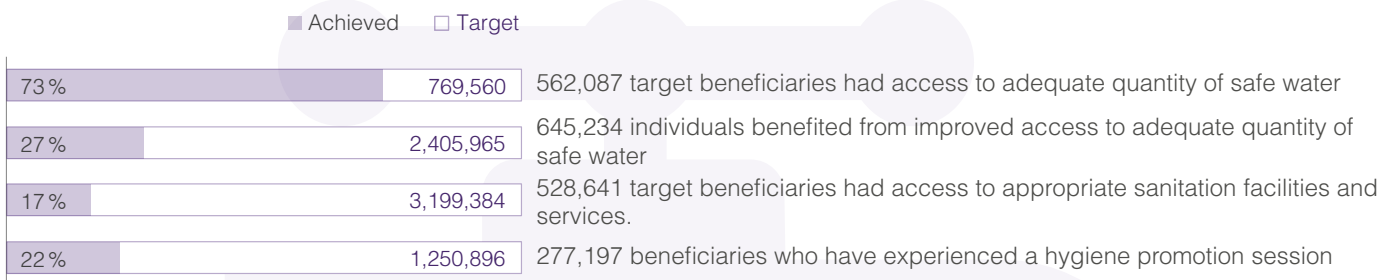 Achieved Target
73% 769,560 562,087 target beneficiaries had access to adequate quantity of safe water
27% 2,405,965 645,234 individuals benefited from improved access to adequate quantity of
safe water
17% 3,199,384 528,641 target beneficiaries had access to appropriate sanitation facilities and
services.
22% 1,250,896 277,197 beneficiaries who have experienced a hygiene promotion session